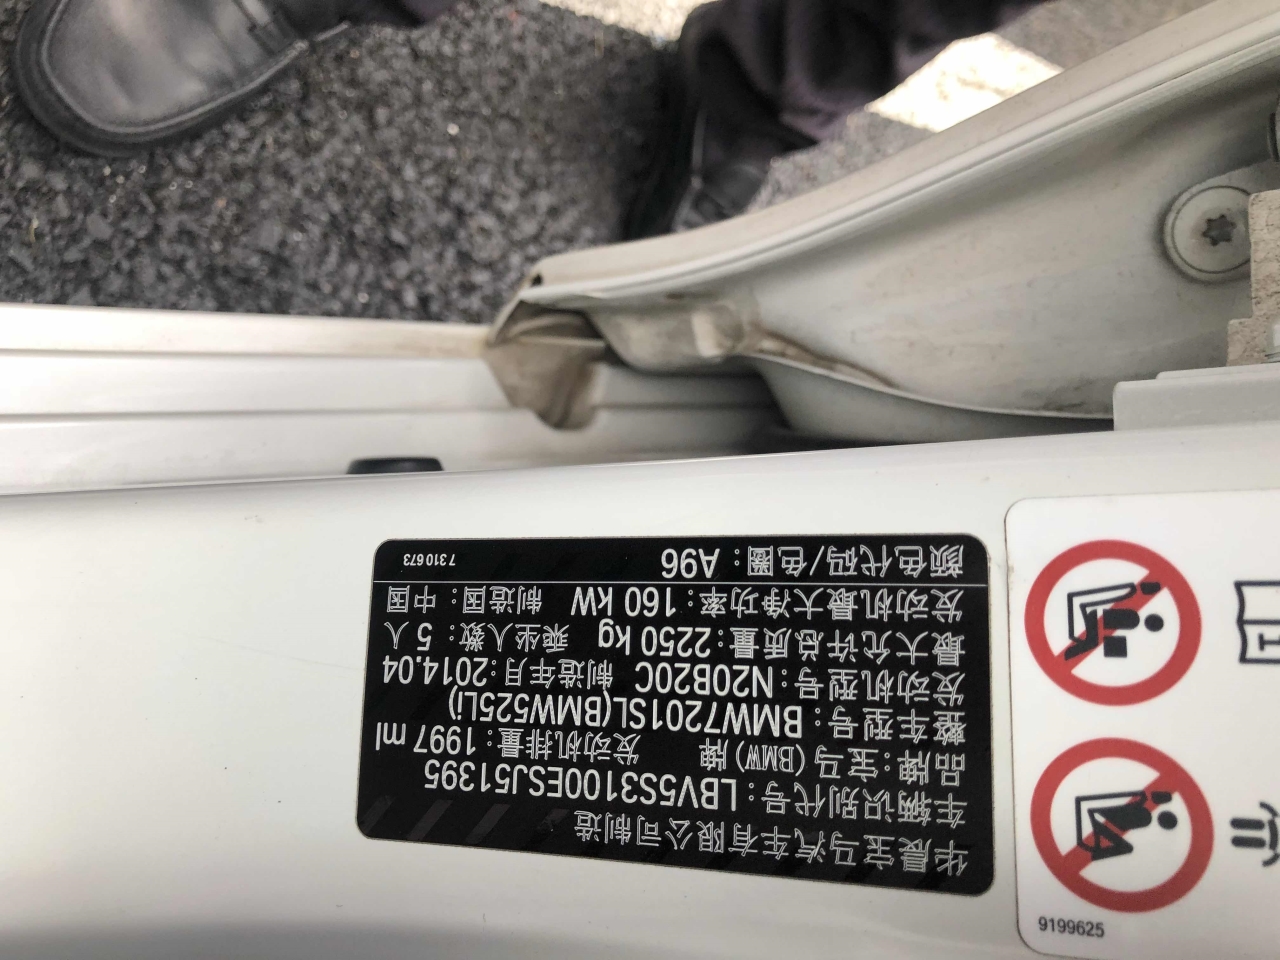 华晨宝马汽车有限公司制造
车辆识别代号：LBV5S3100ESJ51395
品牌：宝马(BMW)牌 发动机排量：1997 ml
整车型号：BMW7201SL(BMW525Li)
发动机型号：N20B20C 制造年月：2014.04
最大允许总质量：2250 kg 乘坐人数：5 人
发动机最大净功率：160 kW 制造国：中国
颜色代码/色圈：A96 7310673
9199625